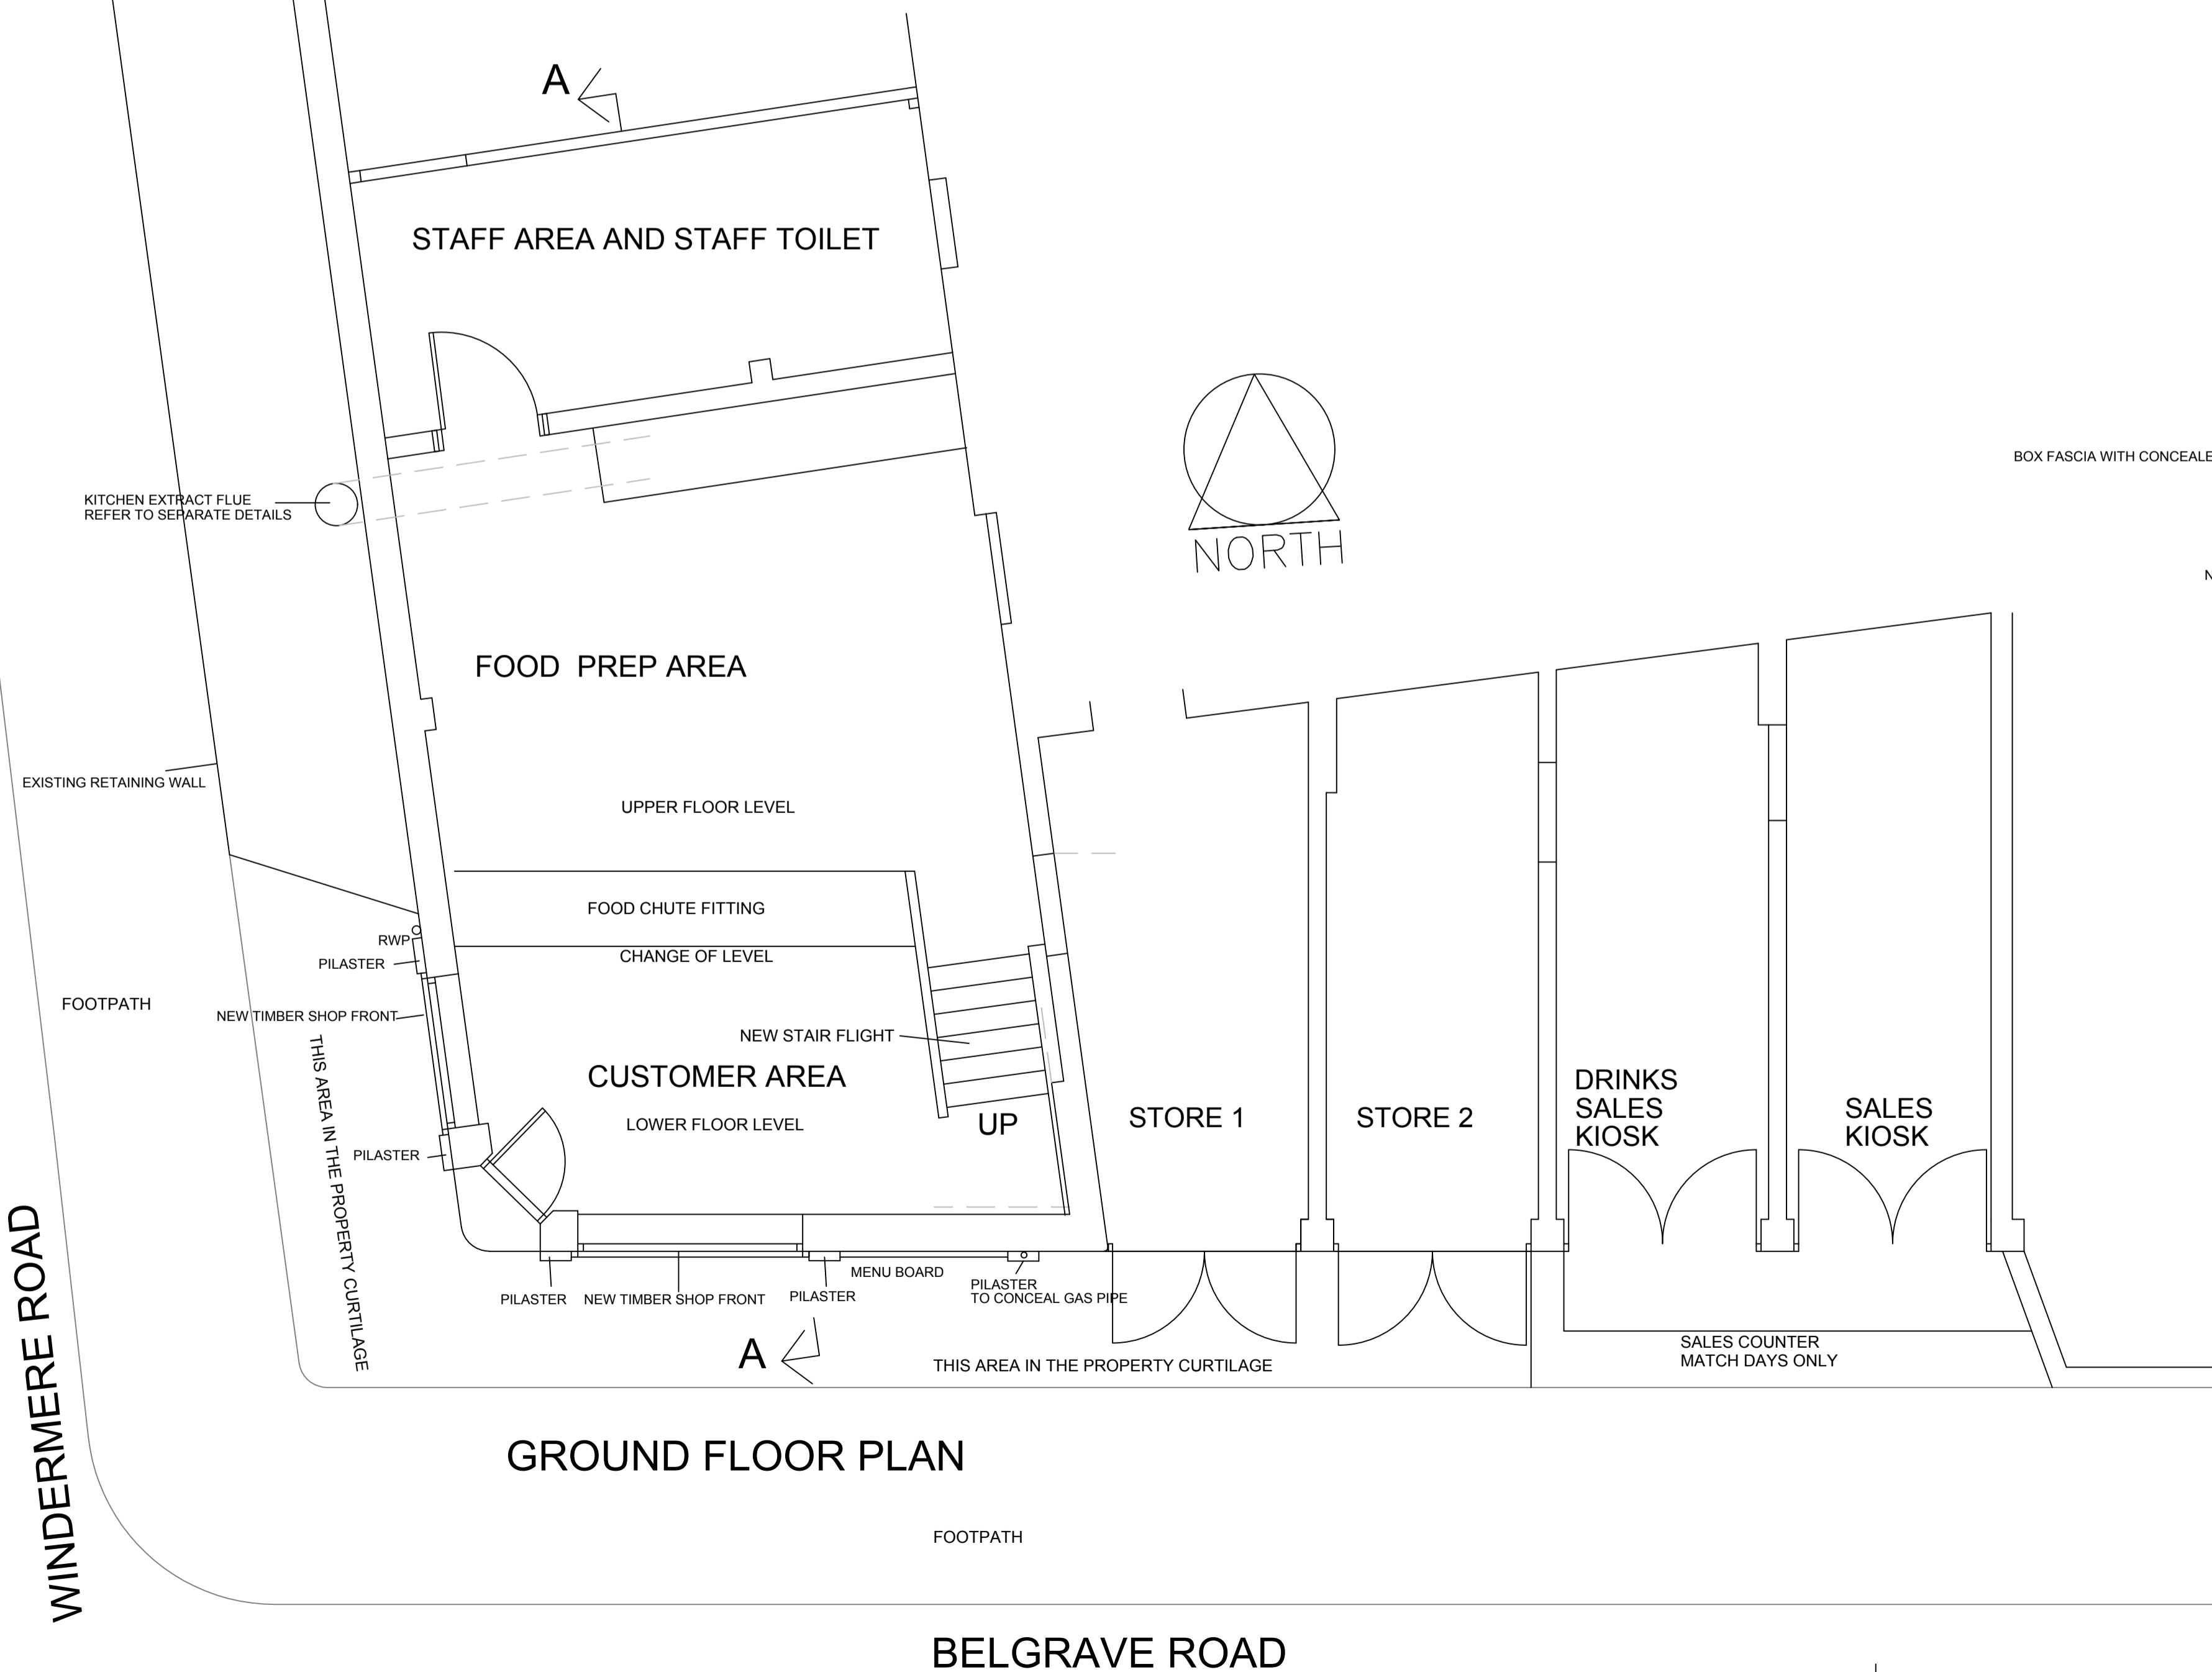 A
STAFF AREA AND STAFF TOILET
BOX FASCIA WITH CONCEALE
KITCHEN EXTRACT FLUE
REFER TO SEPARATE DETAILS
NORTH
N
FOOD PREP AREA
EXISTING RETAINING WALL
UPPER FLOOR LEVEL
FOOD CHUTE FITTING
RWP
CHANGE OF LEVEL
PILASTER
FOOTPATH
NEW TIMBER SHOP FRONT
NEW STAIR FLIGHT
CUSTOMER AREA
LOWER FLOOR LEVEL
UP
STORE 1
STORE 2
DRINKS
SALES
KIOSK
SALES
KIOSK
PILASTER
THIS AREA IN THE PROPERTY CURTILAGE
WINDERMERE ROAD
PILASTER
NEW TIMBER SHOP FRONT
PILASTER
MENU BOARD
PILASTER
TO CONCEAL GAS PIPE
A
THIS AREA IN THE PROPERTY CURTILAGE
SALES COUNTER
MATCH DAYS ONLY
GROUND FLOOR PLAN
FOOTPATH
BELGRAVE ROAD